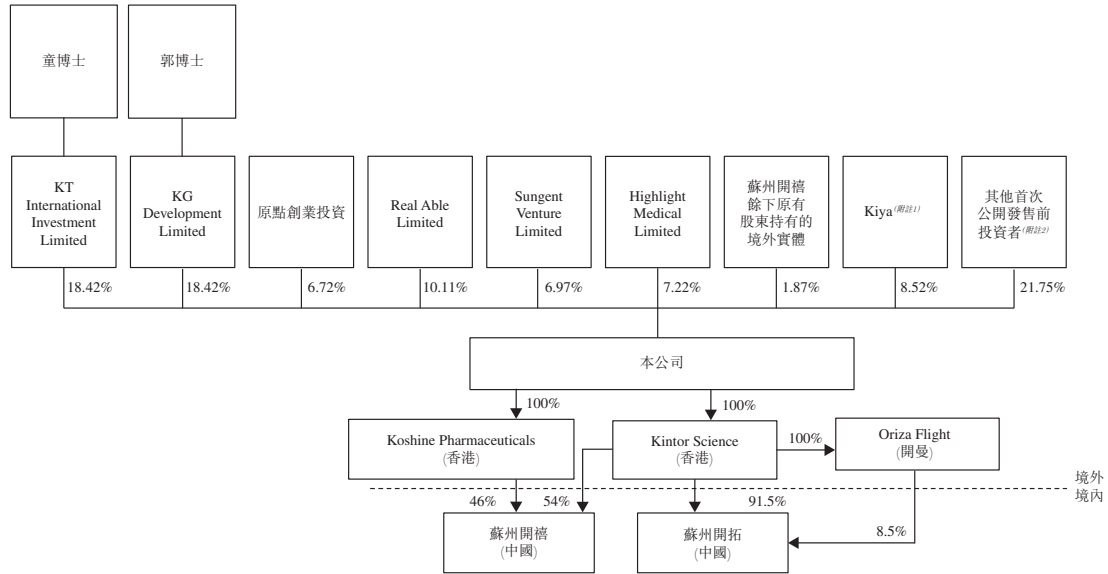 童博士
郭博士
KT
International
Investment
Limited
KG
Development
Limited
原點創業投資
Real Able
Limited
Sungent
Venture
Limited
Highlight
Medical
Limited
蘇州開禧
餘下原有
股東持有的
境外實體
Kiya(附註1)
其他首次
公開發售前
投資者(附註2)
18.42%
18.42%
6.72%
10.11%
6.97%
7.22%
1.87%
8.52%
21.75%
本公司
100%
100%
Koshine Pharmaceuticals
(香港)
Kintor Science
(香港)
100%
Oriza Flight
(開曼)
境外
境內
46%
54%
91.5%
8.5%
蘇州開禧
(中國)
蘇州開拓
(中國)